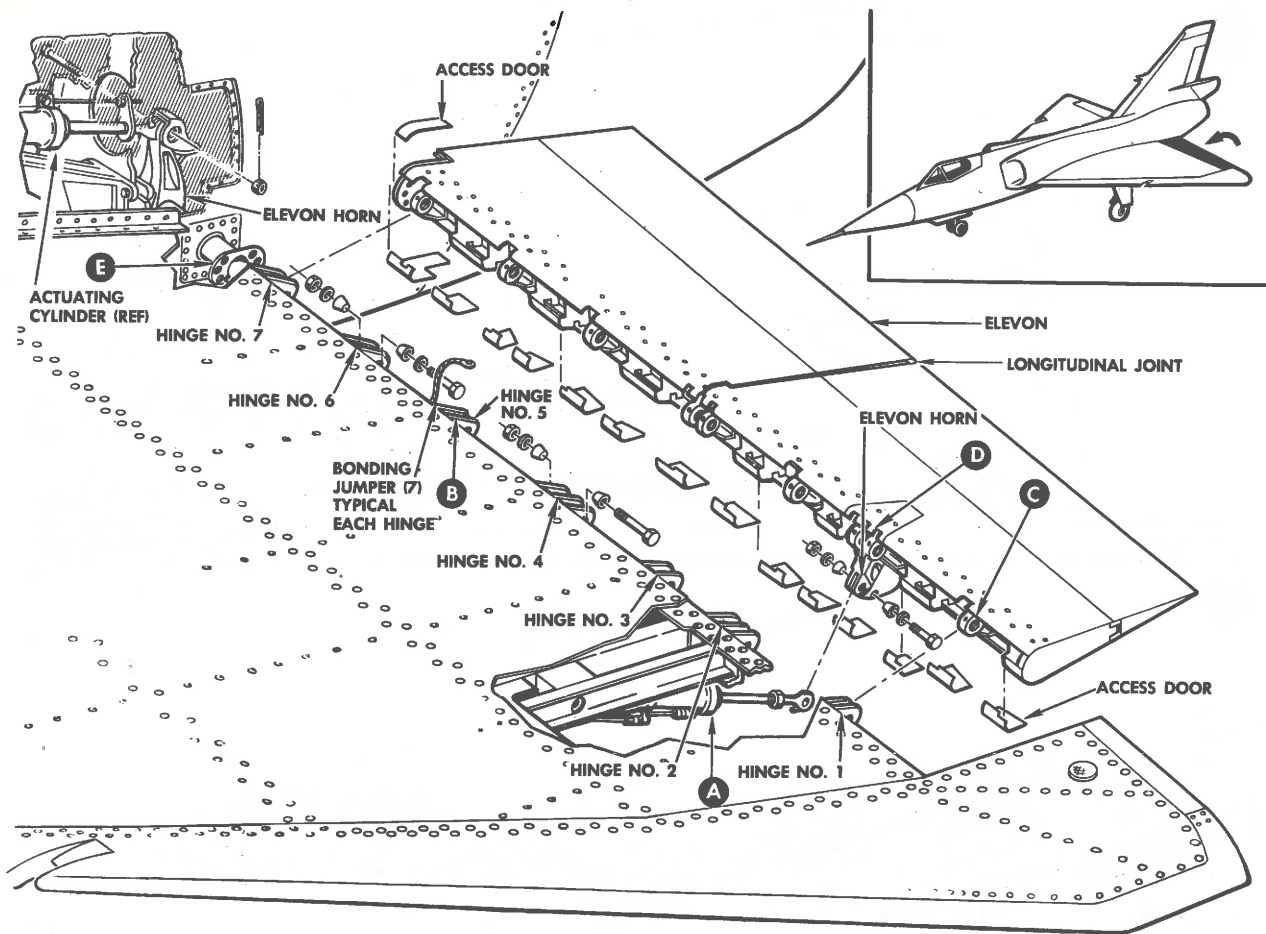 ACCESS DOOR
ELEVON HORN
E
ACTUATING
CYLINDER (REF)
HINGE NO. 7
ELEVON
LONGITUDINAL JOINT
HINGE NO. 6
HINGE
NO. 5
ELEVON HORN
D
BONDING
JUMPER (7)
TYPICAL
EACH HINGE
B
C
HINGE NO. 4
HINGE NO. 3
ACCESS DOOR
HINGE NO. 2
HINGE NO. 1
A